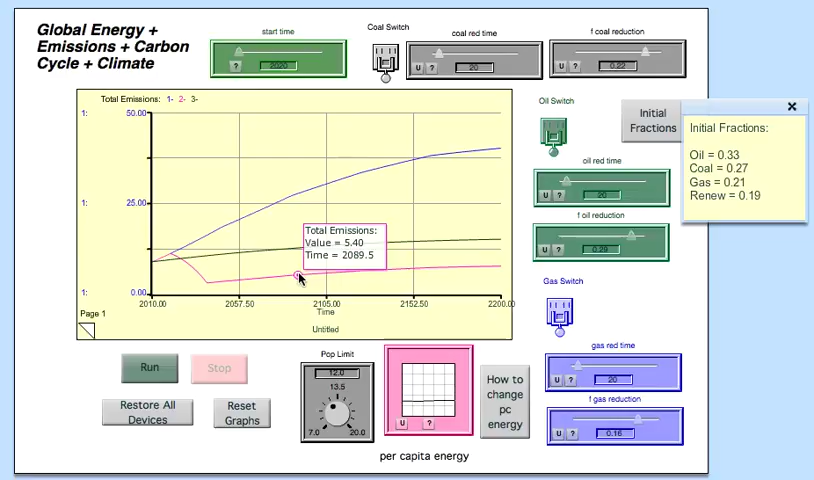 Global Energy +
Emissions + Carbon
Cycle + Climate
start time
?
2020
Coal Switch
coal red time
U ?
20
f coal reduction
U ?
0.22
Total Emissions: 1- 2- 3-
1:
50.00
1:
25.00
1:
0.00
2010.00
2057.50
2105.00
2152.50
2200.00
Time
Page 1
Untitled
Total Emissions:
Value = 5.40
Time = 2089.5
Oil Switch
Initial
Fractions
Initial Fractions:
Oil = 0.33
Coal = 0.27
Gas = 0.21
Renew = 0.19
oil red time
U ?
20
f oil reduction
U ?
0.29
Gas Switch
gas red time
U ?
20
f gas reduction
U ?
0.16
Run
Stop
Restore All
Devices
Reset
Graphs
Pop Limit
12.0
13.5
7.0
20.0
U
?
How to
change
pc
energy
per capita energy